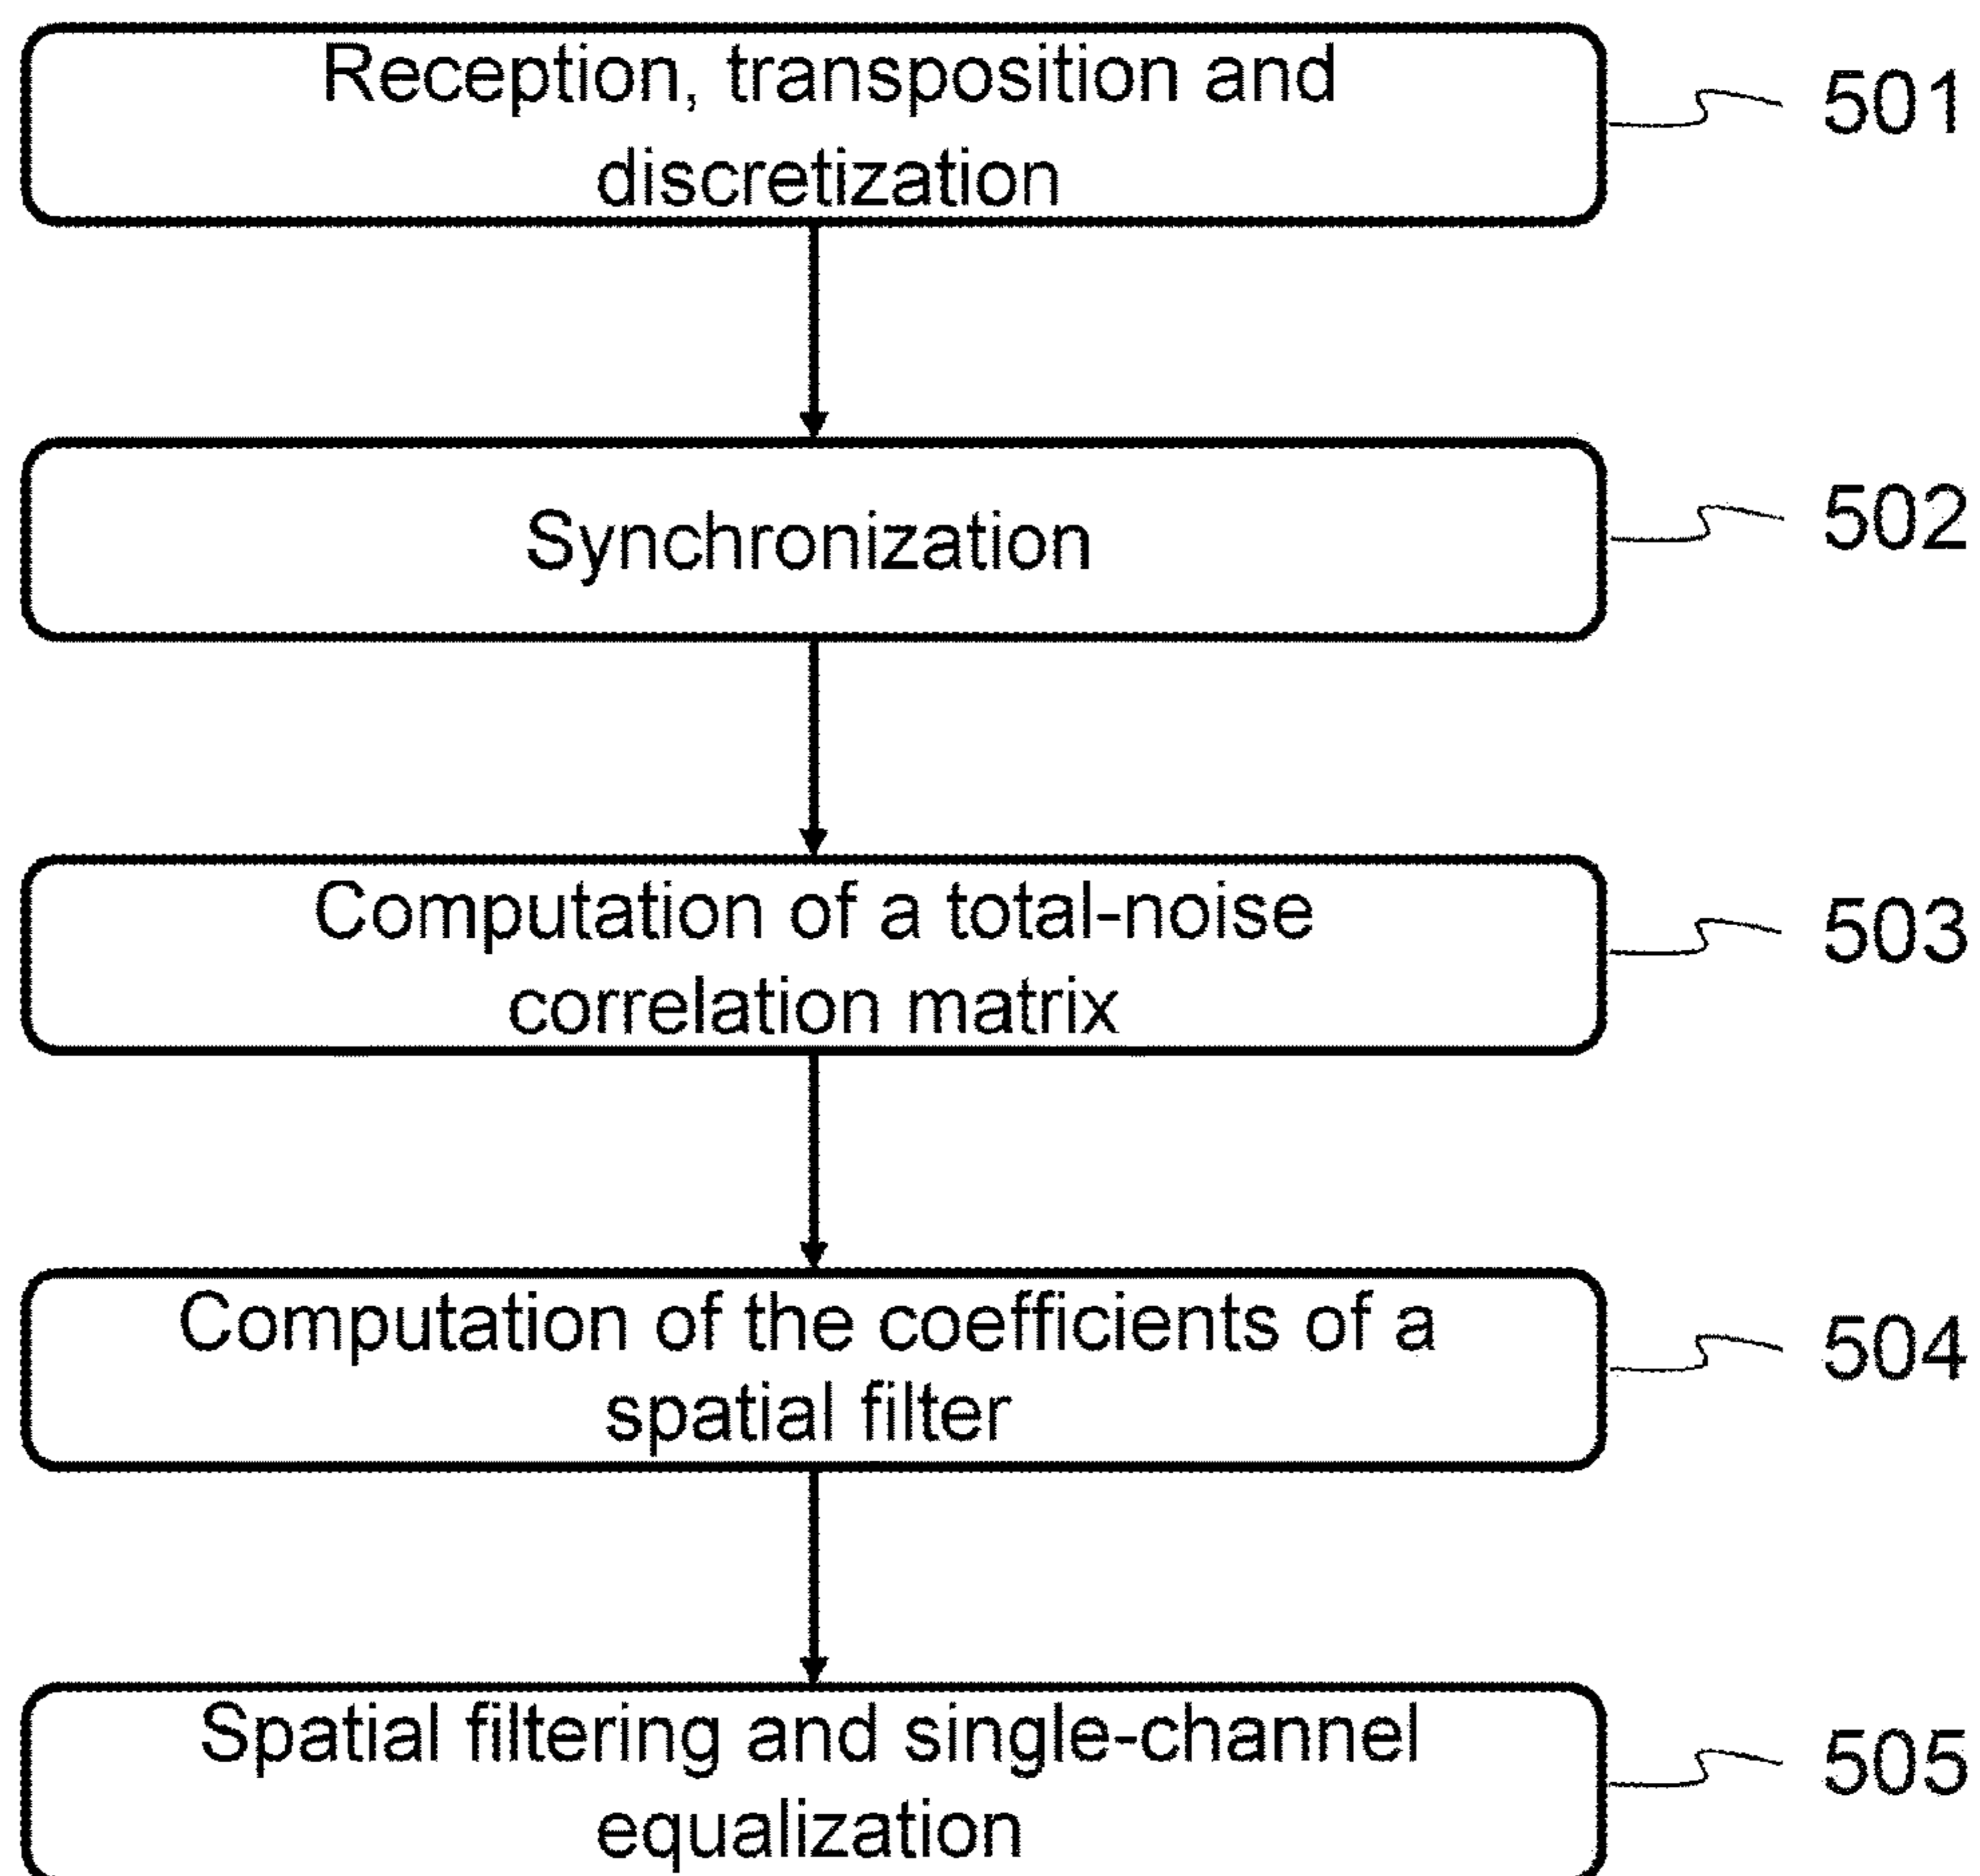 Reception, transposition and
discretization
501
Synchronization
502
Computation of a total-noise
correlation matrix
503
Computation of the coefficients of a
spatial filter
504
Spatial filtering and single-channel
equalization
505